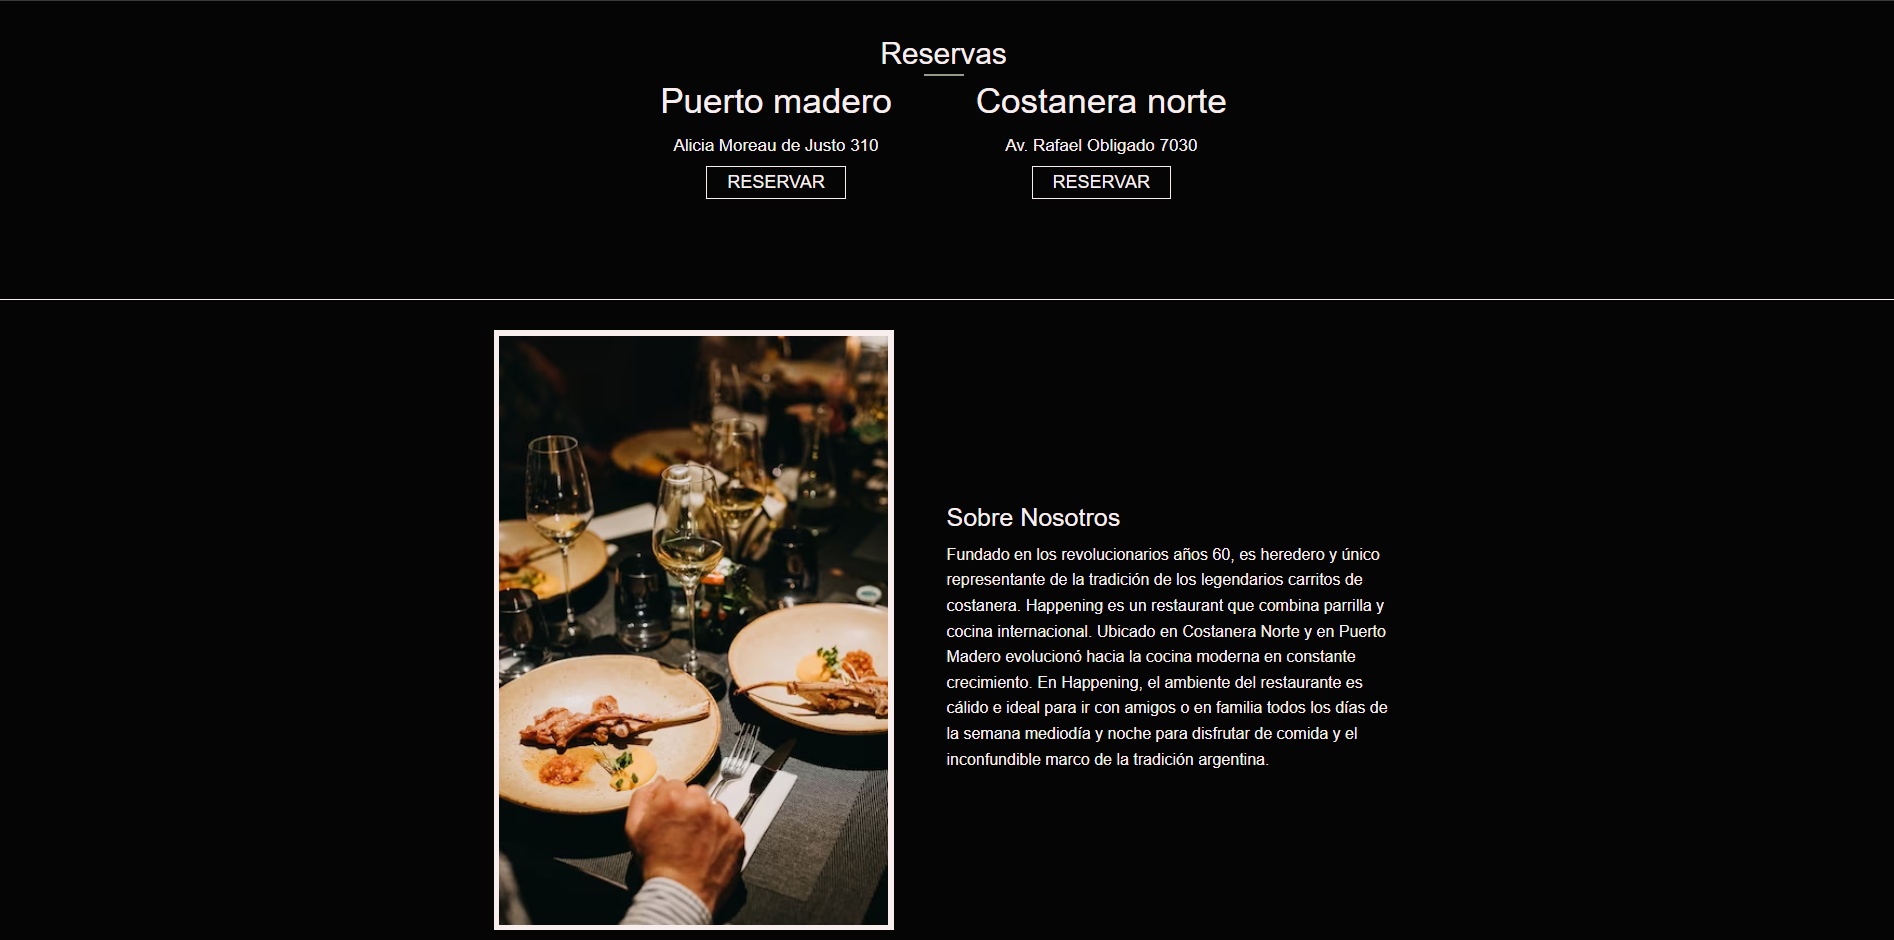 Reservas
Puerto madero
Alicia Moreau de Justo 310
RESERVAR
Costanera norte
Av. Rafael Obligado 7030
RESERVAR
Sobre Nosotros
Fundado en los revolucionarios años 60, es heredero y único
representante de la tradición de los legendarios carritos de
costanera. Happening es un restaurant que combina parrilla y
cocina internacional. Ubicado en Costanera Norte y en Puerto
Madero evolucionó hacia la cocina moderna en constante
crecimiento. En Happening, el ambiente del restaurante es
cálido e ideal para ir con amigos o en familia todos los días de
la semana mediodía y noche para disfrutar de comida y el
inconfundible marco de la tradición argentina.